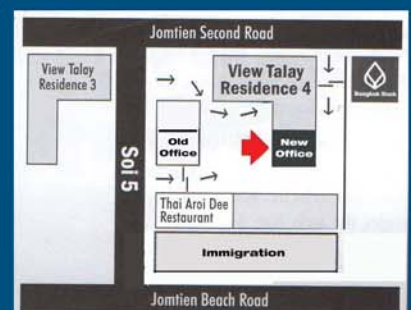 Jomtien Second Road
View Talay
Residence 3
View Talay
Residence 4
Bangkok Bank
Old
Office
New
Office
Soi 5
Thai Aroi Dee
Restaurant
Immigration
Jomtien Beach Road